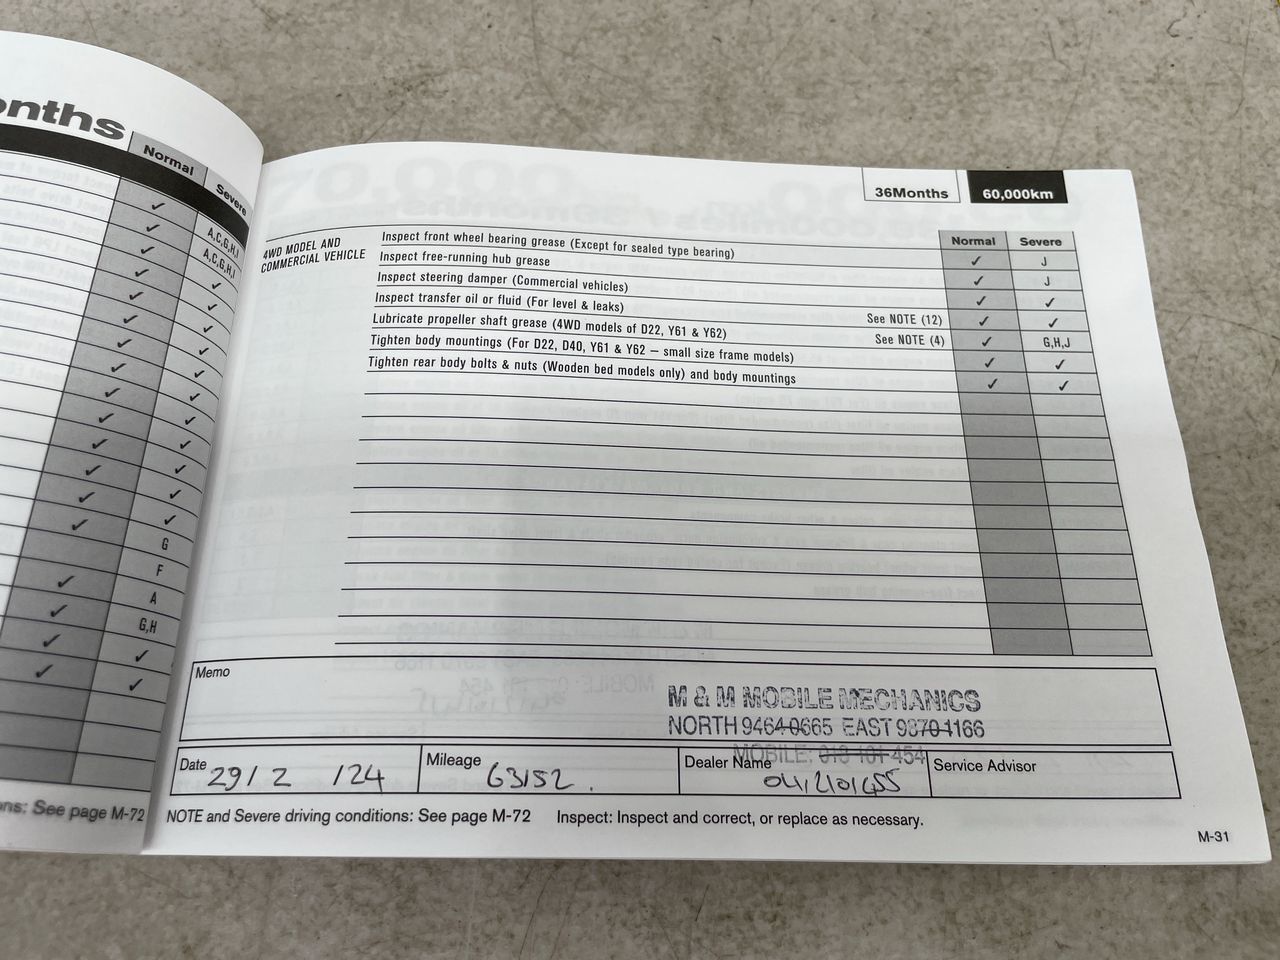 onths
Normal
Severe
✓
✓ A,C,G,H,I
✓ A,C,G,H,I
✓ ✓
✓ ✓
✓ ✓
✓ ✓
✓ ✓
✓ ✓
✓ ✓
✓ ✓
✓ ✓
✓ ✓
✓ ✓
G
F
✓ A
✓ G,H
✓ ✓
✓ ✓
ons: See page M-72
36Months 60,000km
Normal Severe
4WD MODEL AND
COMMERCIAL VEHICLE
Inspect front wheel bearing grease (Except for sealed type bearing) ✓ J
Inspect free-running hub grease ✓ J
Inspect steering damper (Commercial vehicles) ✓ ✓
Inspect transfer oil or fluid (For level & leaks) See NOTE (12) ✓ ✓
Lubricate propeller shaft grease (4WD models of D22, Y61 & Y62) See NOTE (4) ✓ G,H,J
Tighten body mountings (For D22, D40, Y61 & Y62 – small size frame models) ✓ ✓
Tighten rear body bolts & nuts (Wooden bed models only) and body mountings ✓ ✓
Memo
M & M MOBILE MECHANICS
NORTH 9464 0665 EAST 9370 1166
MOBILE: 454
Date 29/2/24
Mileage 63152.
Dealer Name
Service Advisor
NOTE and Severe driving conditions: See page M-72 Inspect: Inspect and correct, or replace as necessary.
M-31